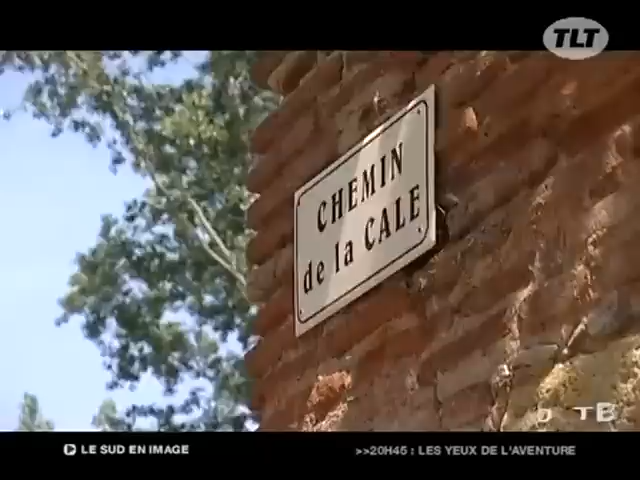 TLT
CHEMIN
de la CALE
LE SUD EN IMAGE
>>20H45 : LES YEUX DE L'AVENTURE